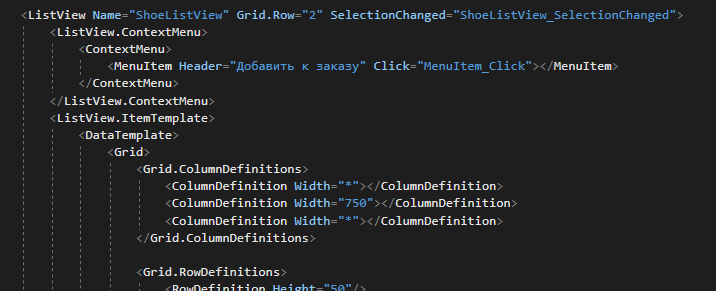 <ListView Name="ShoeListView" Grid.Row="2" SelectionChanged="ShoeListView_SelectionChanged">
<ListView.ContextMenu>
<ContextMenu>
<MenuItem Header="Добавить к заказу" Click="MenuItem_Click"></MenuItem>
</ContextMenu>
</ListView.ContextMenu>
<ListView.ItemTemplate>
<DataTemplate>
<Grid>
<Grid.ColumnDefinitions>
<ColumnDefinition Width="*"></ColumnDefinition>
<ColumnDefinition Width="750"></ColumnDefinition>
<ColumnDefinition Width="*"></ColumnDefinition>
</Grid.ColumnDefinitions>
<Grid.RowDefinitions>
<RowDefinition Height="50"/>